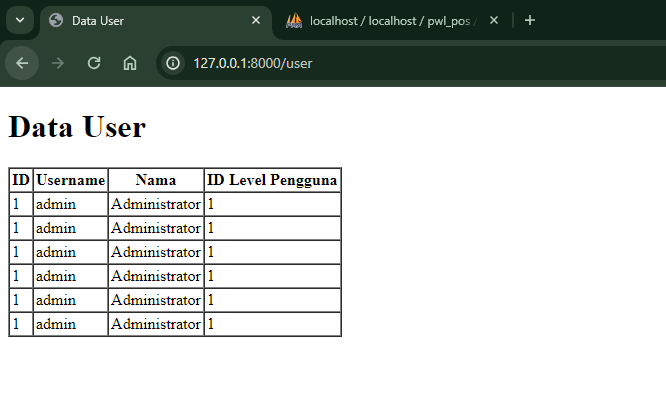 Data User
localhost / localhost / pwl_pos /
127.0.0.1:8000/user
Data User
ID Username Nama ID Level Pengguna
1 admin Administrator 1
1 admin Administrator 1
1 admin Administrator 1
1 admin Administrator 1
1 admin Administrator 1
1 admin Administrator 1